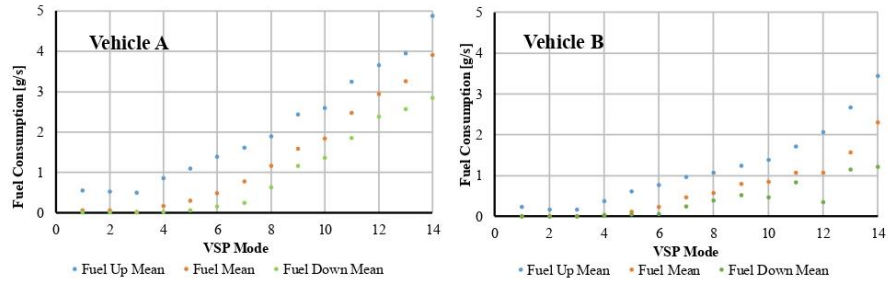 Vehicle A
Fuel Consumption [g/s]
5
4
3
2
1
0
0 2 4 6 8 10 12 14
VSP Mode
Fuel Up Mean Fuel Mean Fuel Down Mean
Vehicle B
Fuel Consumption [g/s]
5
4
3
2
1
0
0 2 4 6 8 10 12 14
VSP Mode
Fuel Up Mean Fuel Mean Fuel Down Mean